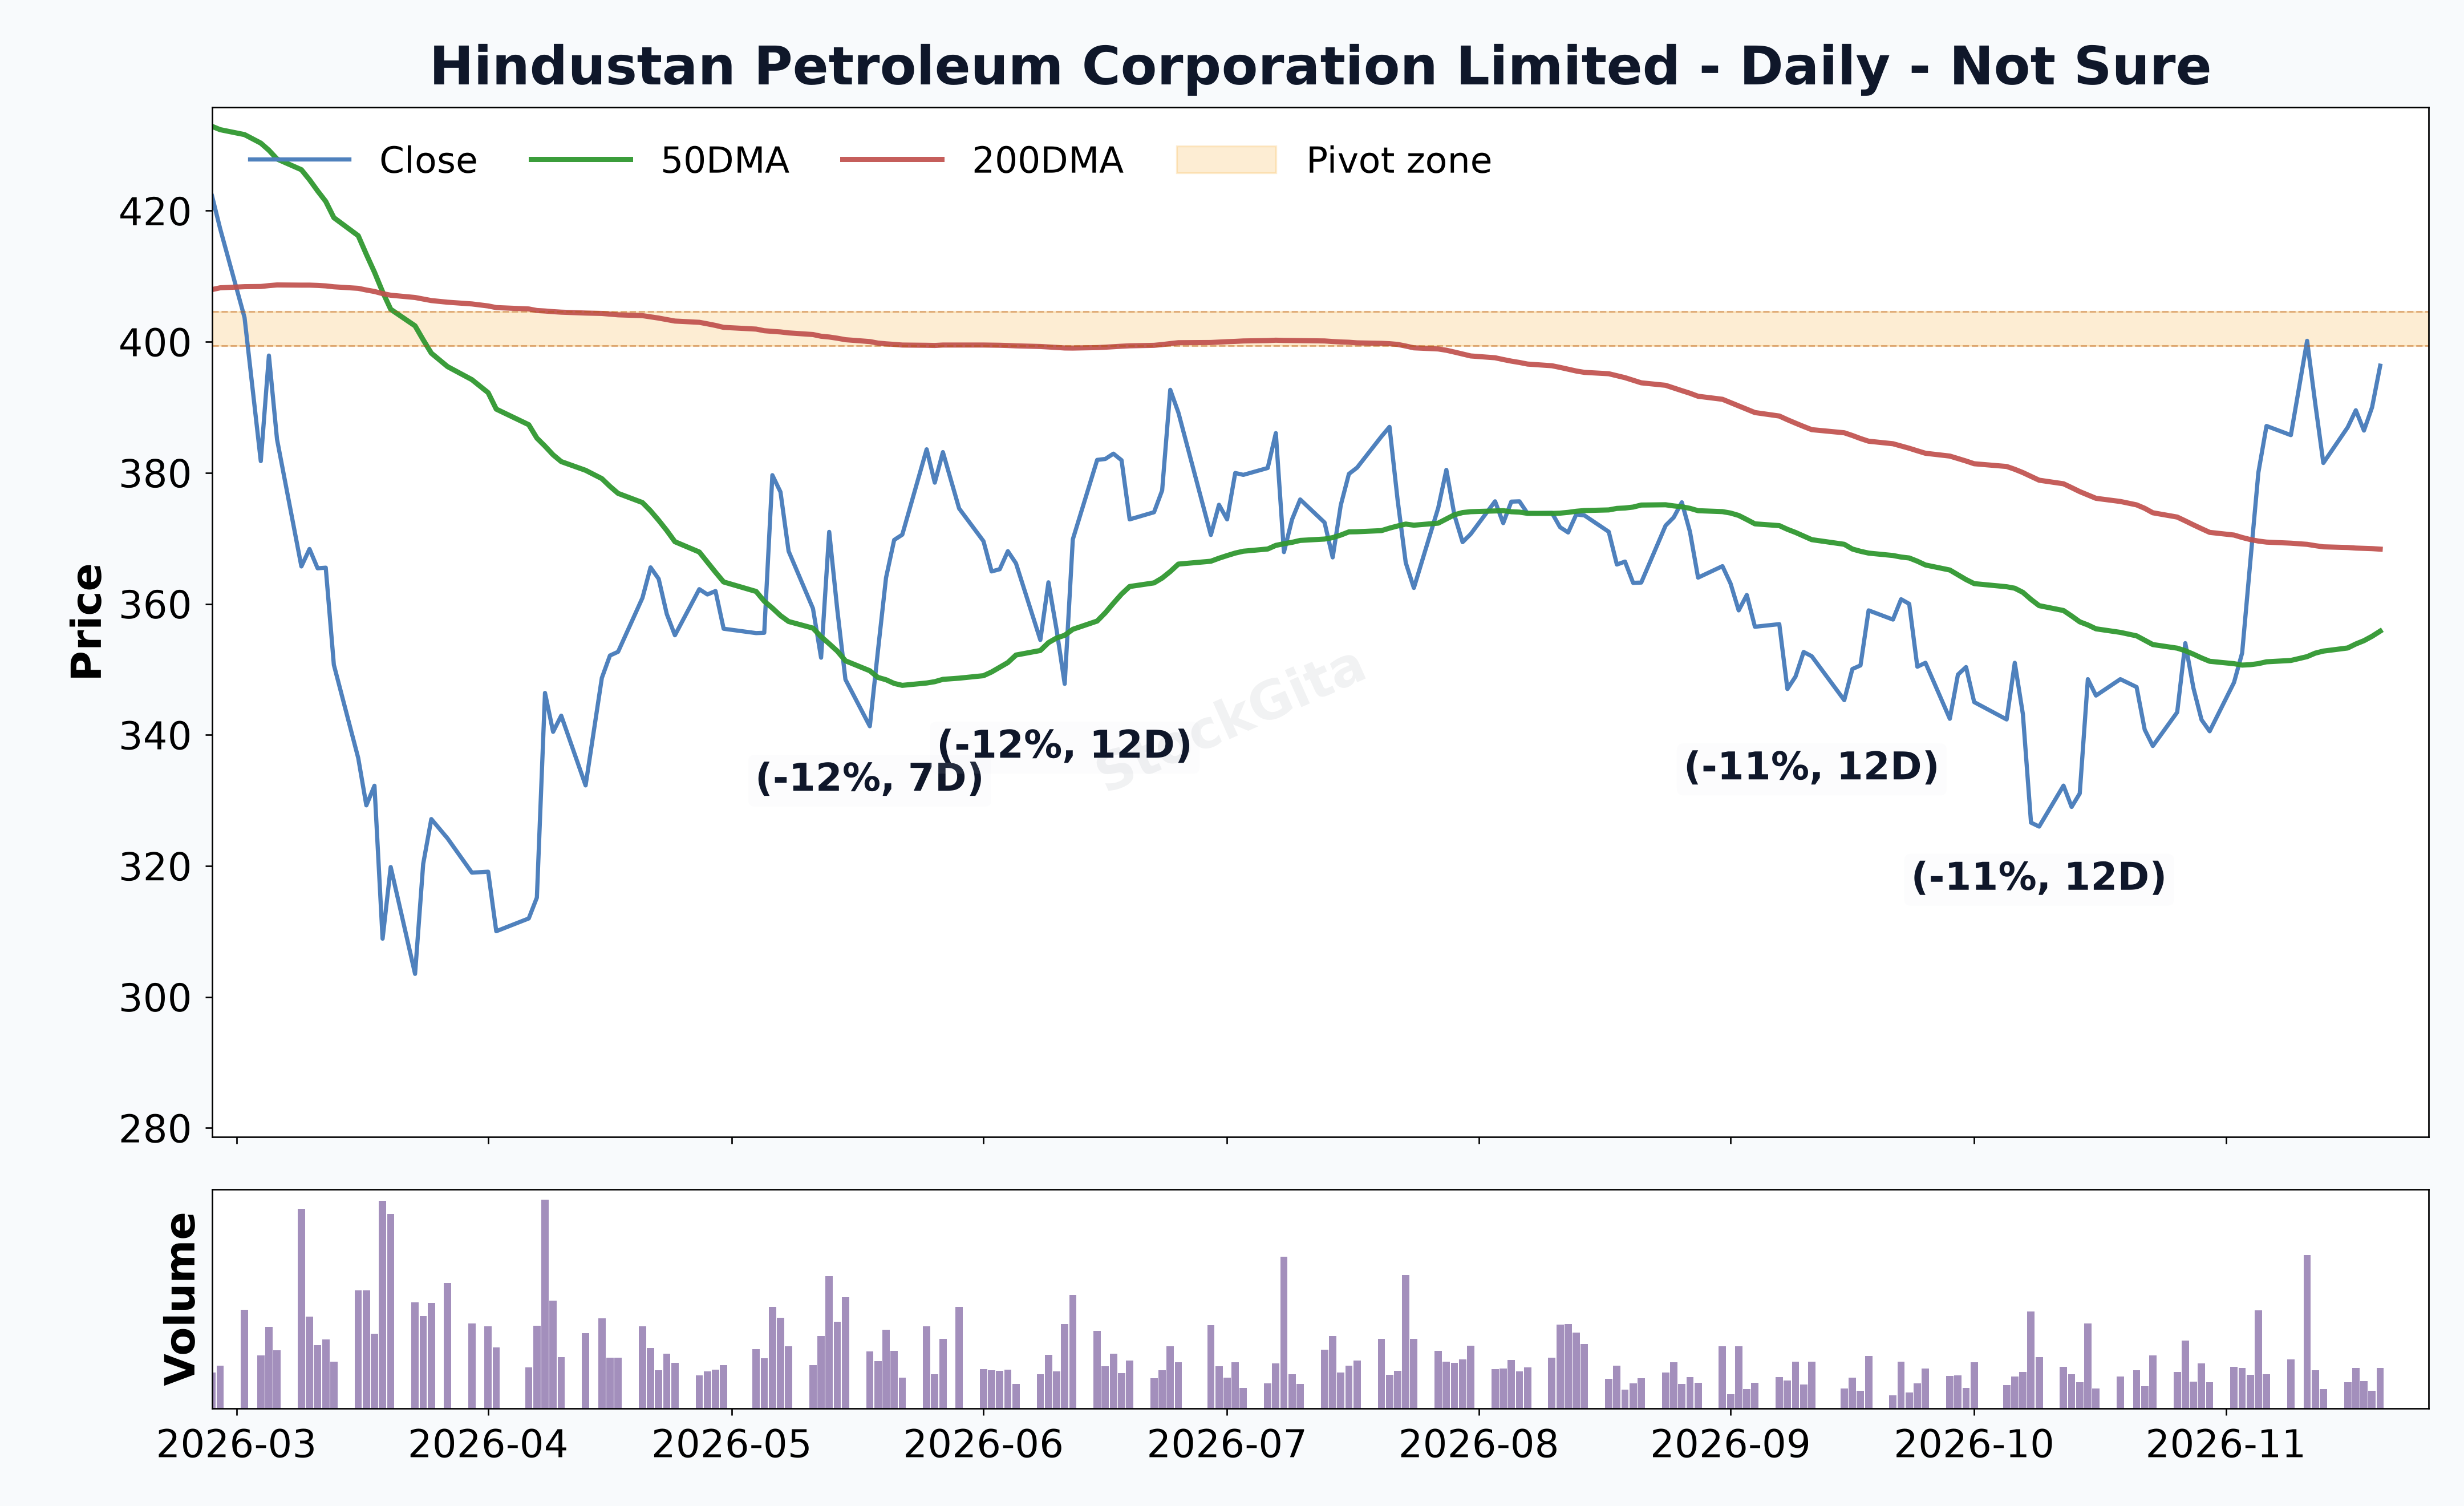 Hindustan Petroleum Corporation Limited - Daily - Not Sure
Close 50DMA 200DMA Pivot zone
Price
420
400
380
360
340
320
300
280
StockGita
(-12%, 7D)
(-12%, 12D)
(-11%, 12D)
(-11%, 12D)
Volume
2026-03 2026-04 2026-05 2026-06 2026-07 2026-08 2026-09 2026-10 2026-11